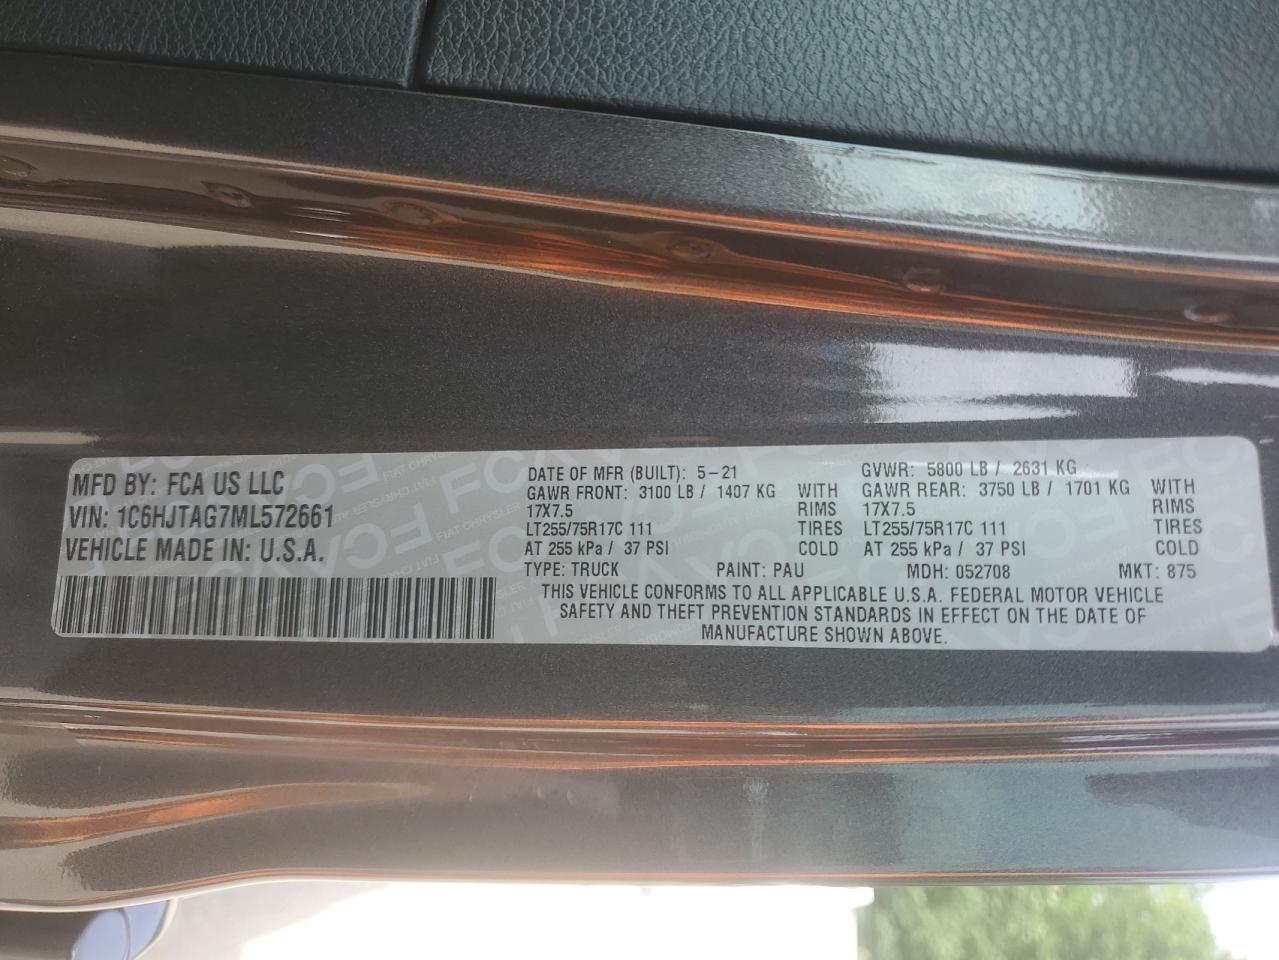 MFD BY: FCA US LLC
VIN: 1C6HJTAG7ML572661
VEHICLE MADE IN: U.S.A.
DATE OF MFR (BUILT): 5-21 GVWR: 5800 LB / 2631 KG
GAWR FRONT: 3100 LB / 1407 KG WITH GAWR REAR: 3750 LB / 1701 KG WITH
17X7.5 RIMS 17X7.5 RIMS
LT255/75R17C 111 TIRES LT255/75R17C 111 TIRES
AT 255 kPa / 37 PSI COLD AT 255 kPa / 37 PSI COLD
TYPE: TRUCK PAINT: PAU MDH: 052708 MKT: 875
THIS VEHICLE CONFORMS TO ALL APPLICABLE U.S.A. FEDERAL MOTOR VEHICLE
SAFETY AND THEFT PREVENTION STANDARDS IN EFFECT ON THE DATE OF
MANUFACTURE SHOWN ABOVE.